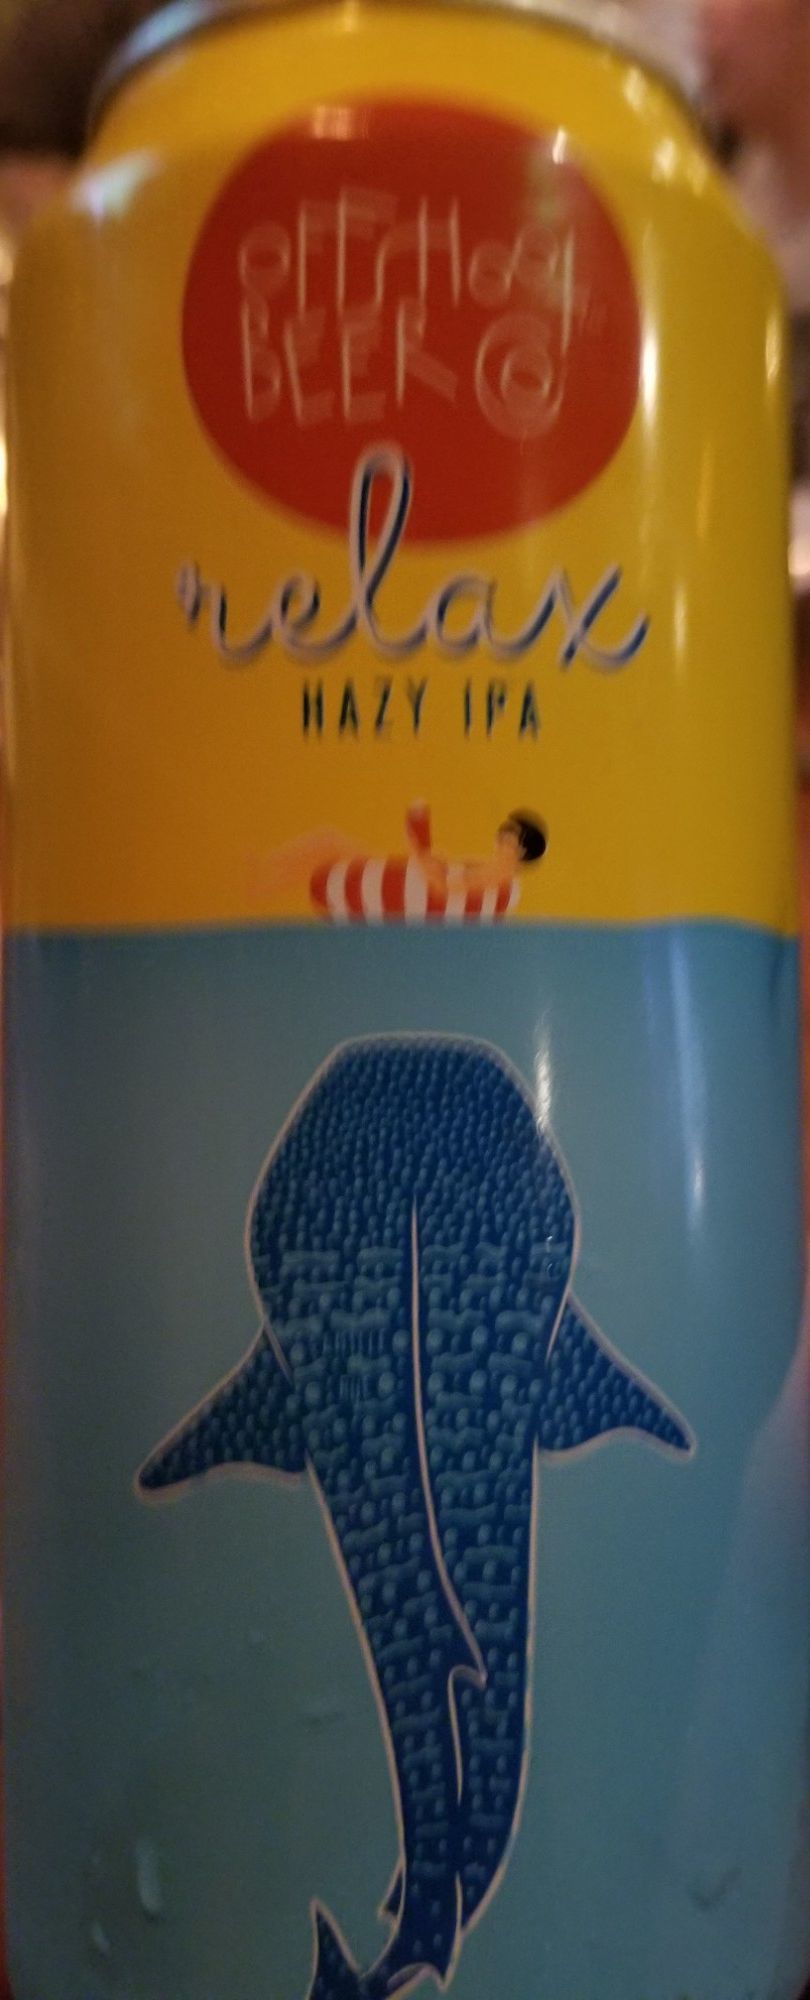 OFFSHOOT
BEER Co
relax
HAZY IPA